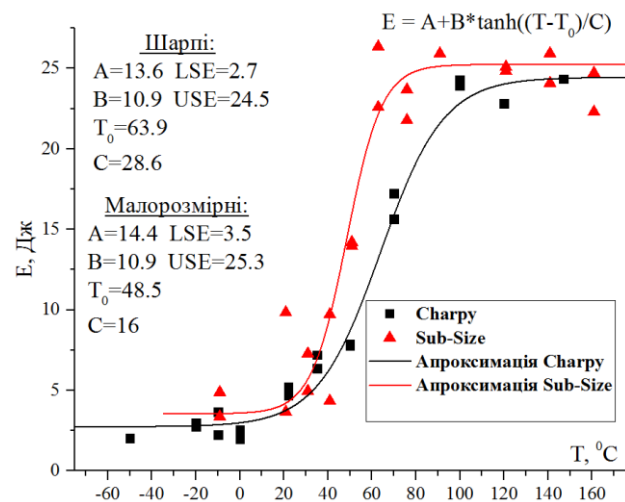 E = A+B*tanh((T-T₀)/C)
Шарпі:
A=13.6 LSE=2.7
B=10.9 USE=24.5
T₀=63.9
C=28.6
Малорозмірні:
A=14.4 LSE=3.5
B=10.9 USE=25.3
T₀=48.5
C=16
E, Дж
30
25
20
15
10
5
0
Charpy
Sub-Size
Апроксимація Charpy
Апроксимація Sub-Size
T, ⁰C
-60 -40 -20 0 20 40 60 80 100 120 140 160